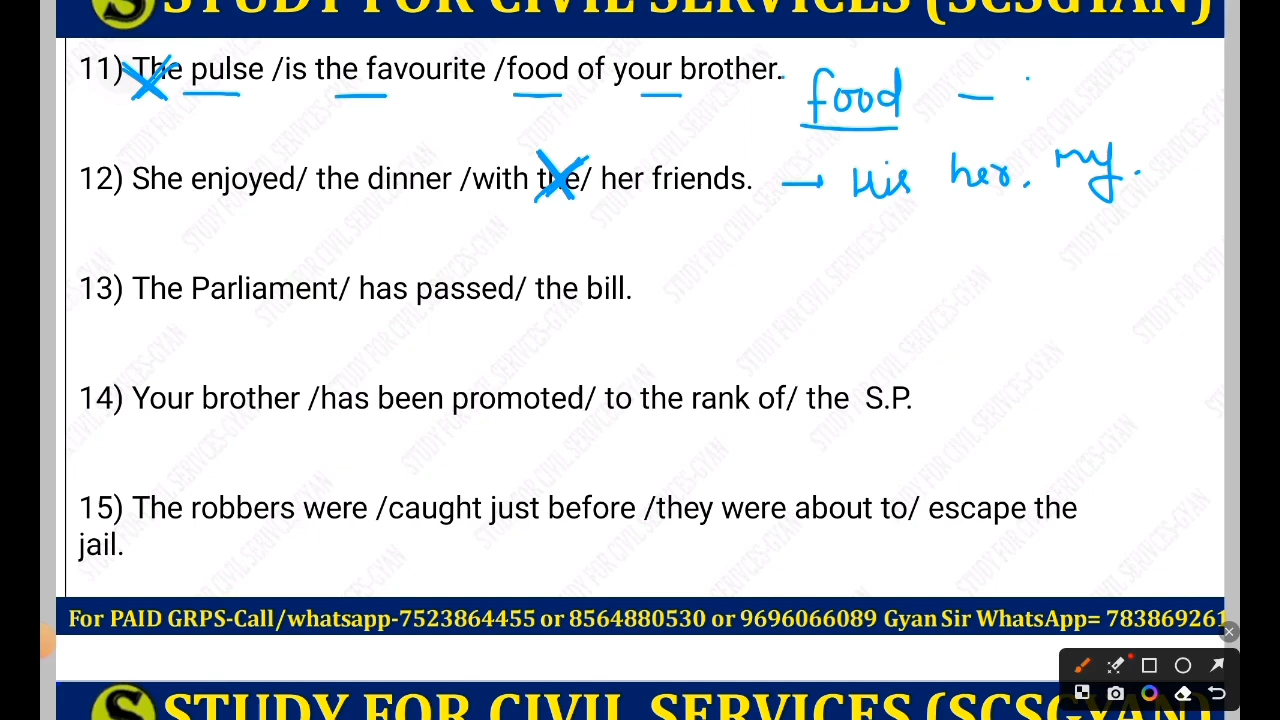 STUDY FOR CIVIL SERVICES (SCSGYAN)
11) The pulse /is the favourite /food of your brother.
food -
12) She enjoyed/ the dinner /with the/ her friends. → His her. my.
13) The Parliament/ has passed/ the bill.
14) Your brother /has been promoted/ to the rank of/ the S.P.
15) The robbers were /caught just before /they were about to/ escape the
jail.
For PAID GRPS-Call/whatsapp-7523864455 or 8564880530 or 9696066089 Gyan Sir WhatsApp= 783869261
STUDY FOR CIVIL SERVICES (SCSGYAN)